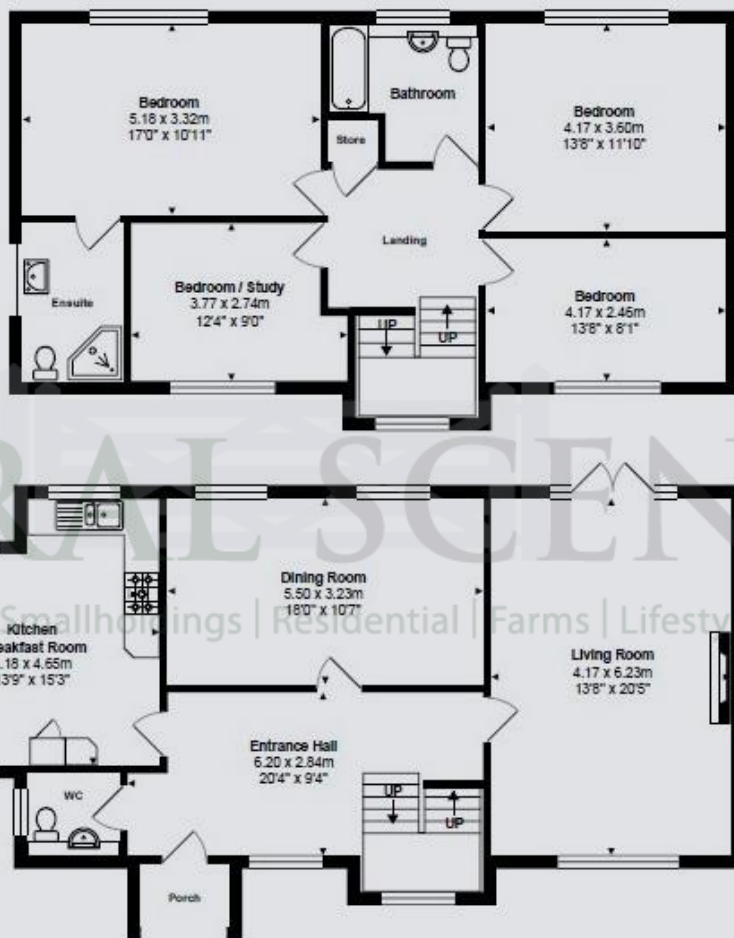 Bedroom
5.18 x 3.32m
17'0" x 10'11"
Bathroom
Store
Bedroom
4.17 x 3.60m
13'8" x 11'10"
Landing
Ensuite
Bedroom / Study
3.77 x 2.74m
12'4" x 9'0"
Bedroom
4.17 x 2.46m
13'8" x 8'1"
UP
UP
RAL SCEN
Smallholdings | Residential | Farms | Lifesty
Kitchen
eakfast Room
.18 x 4.65m
3'9" x 15'3"
Dining Room
5.50 x 3.23m
18'0" x 10'7"
Living Room
4.17 x 6.23m
13'8" x 20'5"
Entrance Hall
6.20 x 2.84m
20'4" x 9'4"
WC
UP
UP
Porch